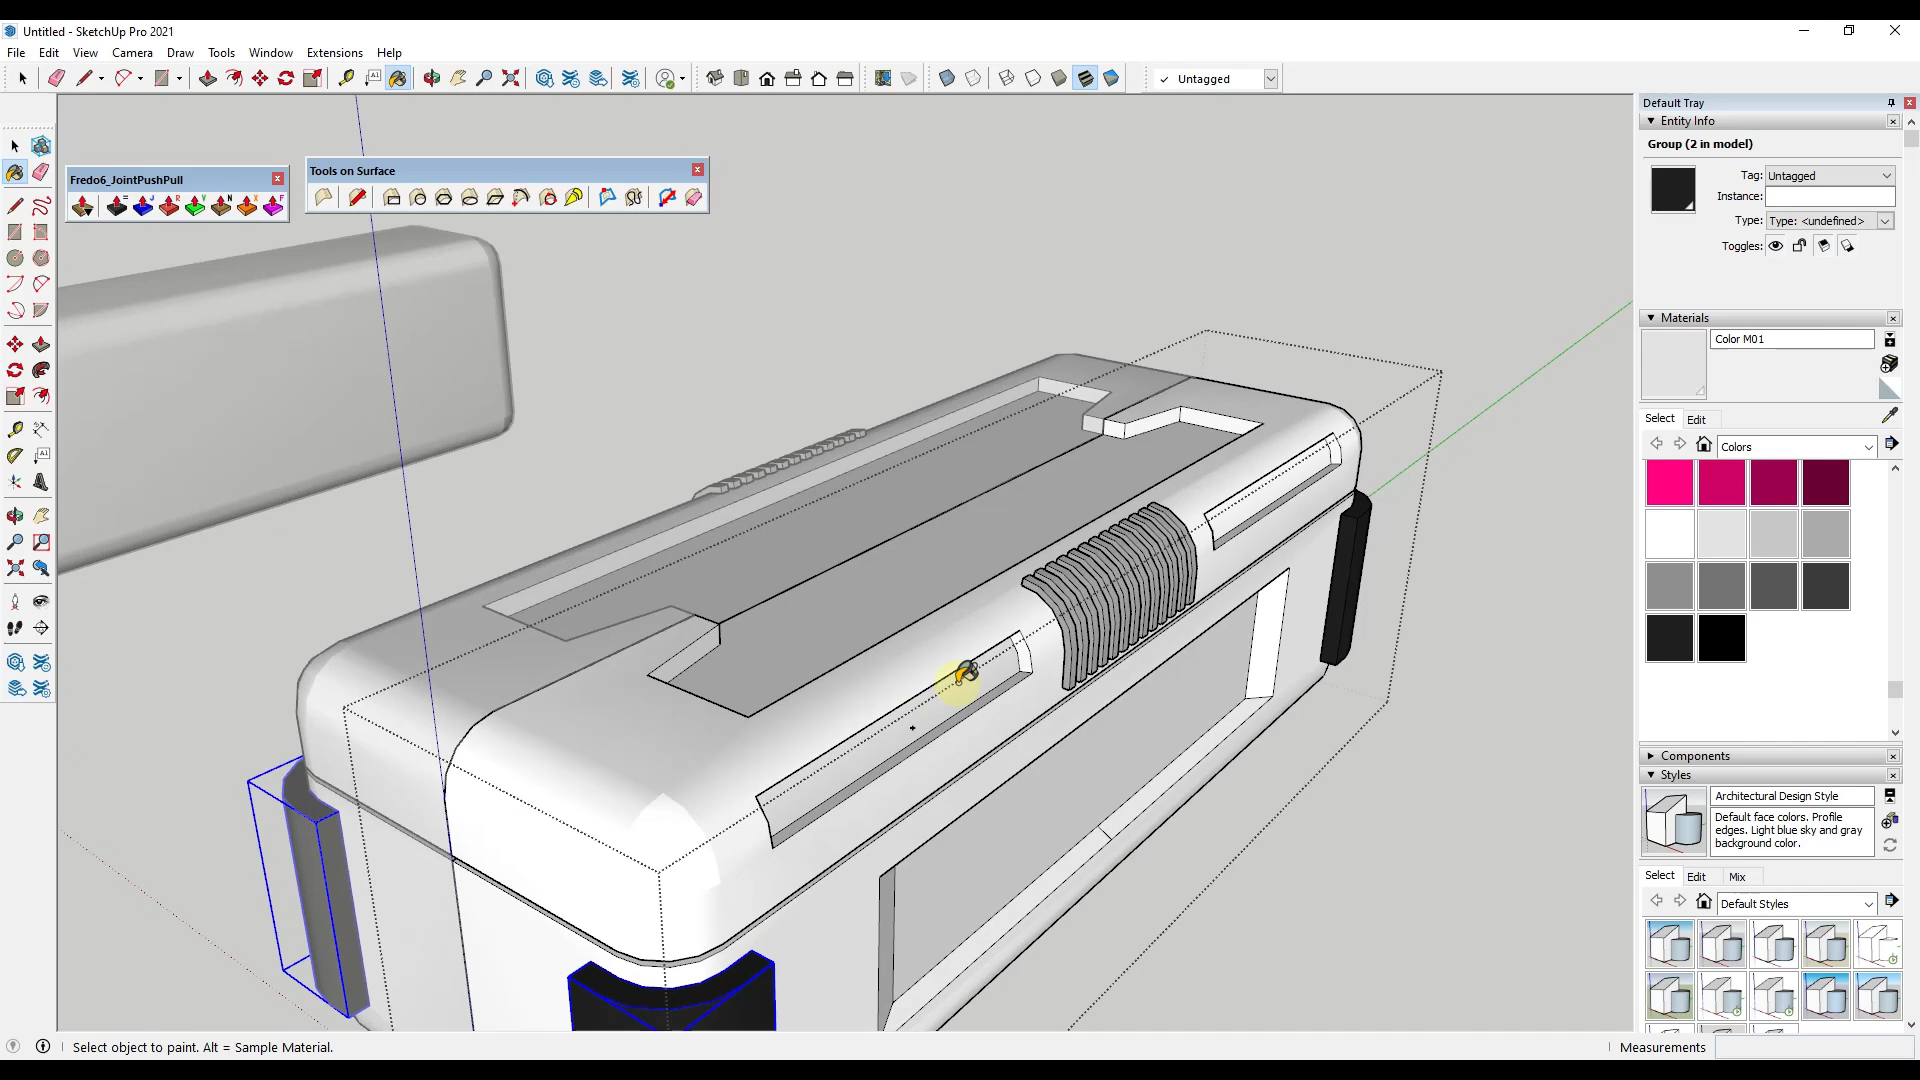 Untitled - SketchUp Pro 2021
File Edit View Camera Draw Tools Window Extensions Help
Untagged
Default Tray
Entity Info
Group (2 in model)
Tag: Untagged
Instance:
Type: Type: <undefined>
Toggles:
Fredo6_JointPushPull
Tools on Surface
Materials
Color M01
Select Edit
Colors
Components
Styles
Architectural Design Style
Default face colors. Profile
edges. Light blue sky and gray
background color.
Select Edit Mix
Default Styles
Select object to paint. Alt = Sample Material.
Measurements